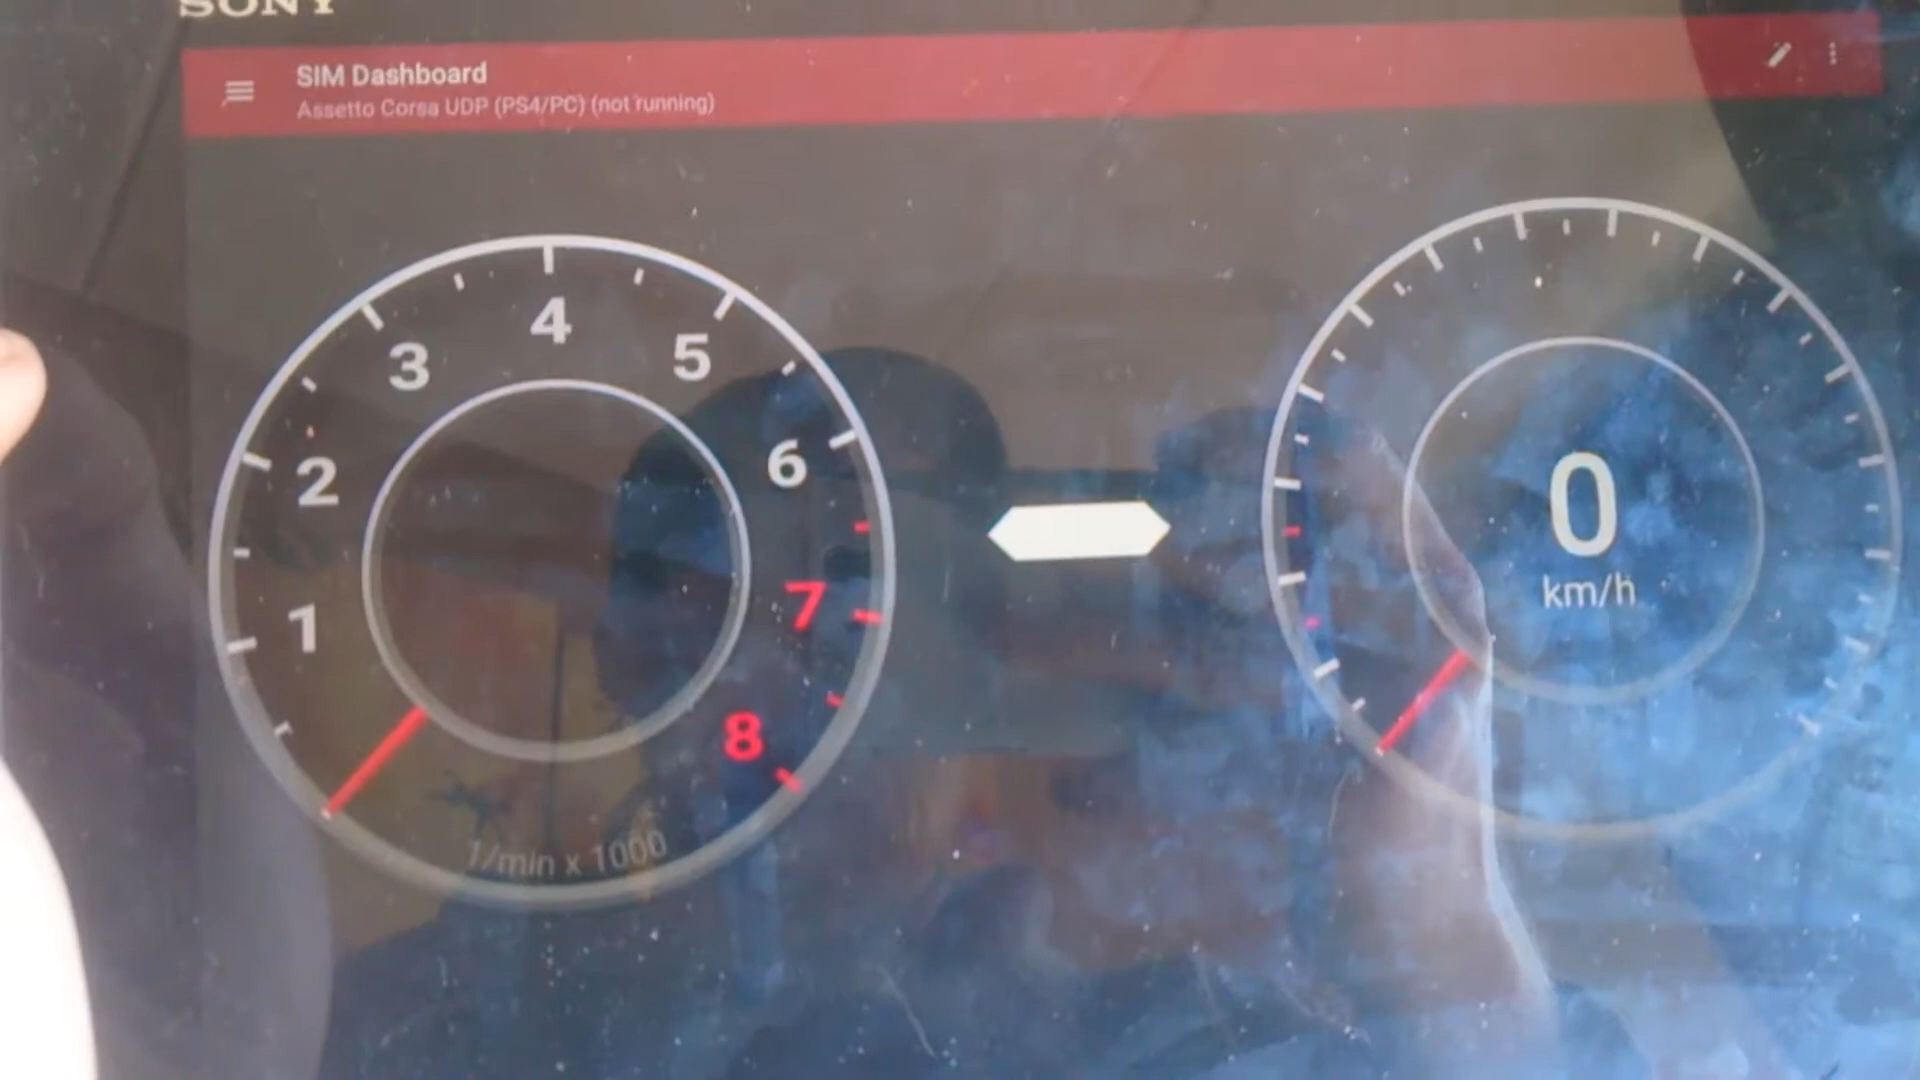 SONY
SIM Dashboard
Assetto Corsa UDP (PS4/PC) (not running)
4
3
5
2
6
1
7
8
1/min x 1000
0
km/h